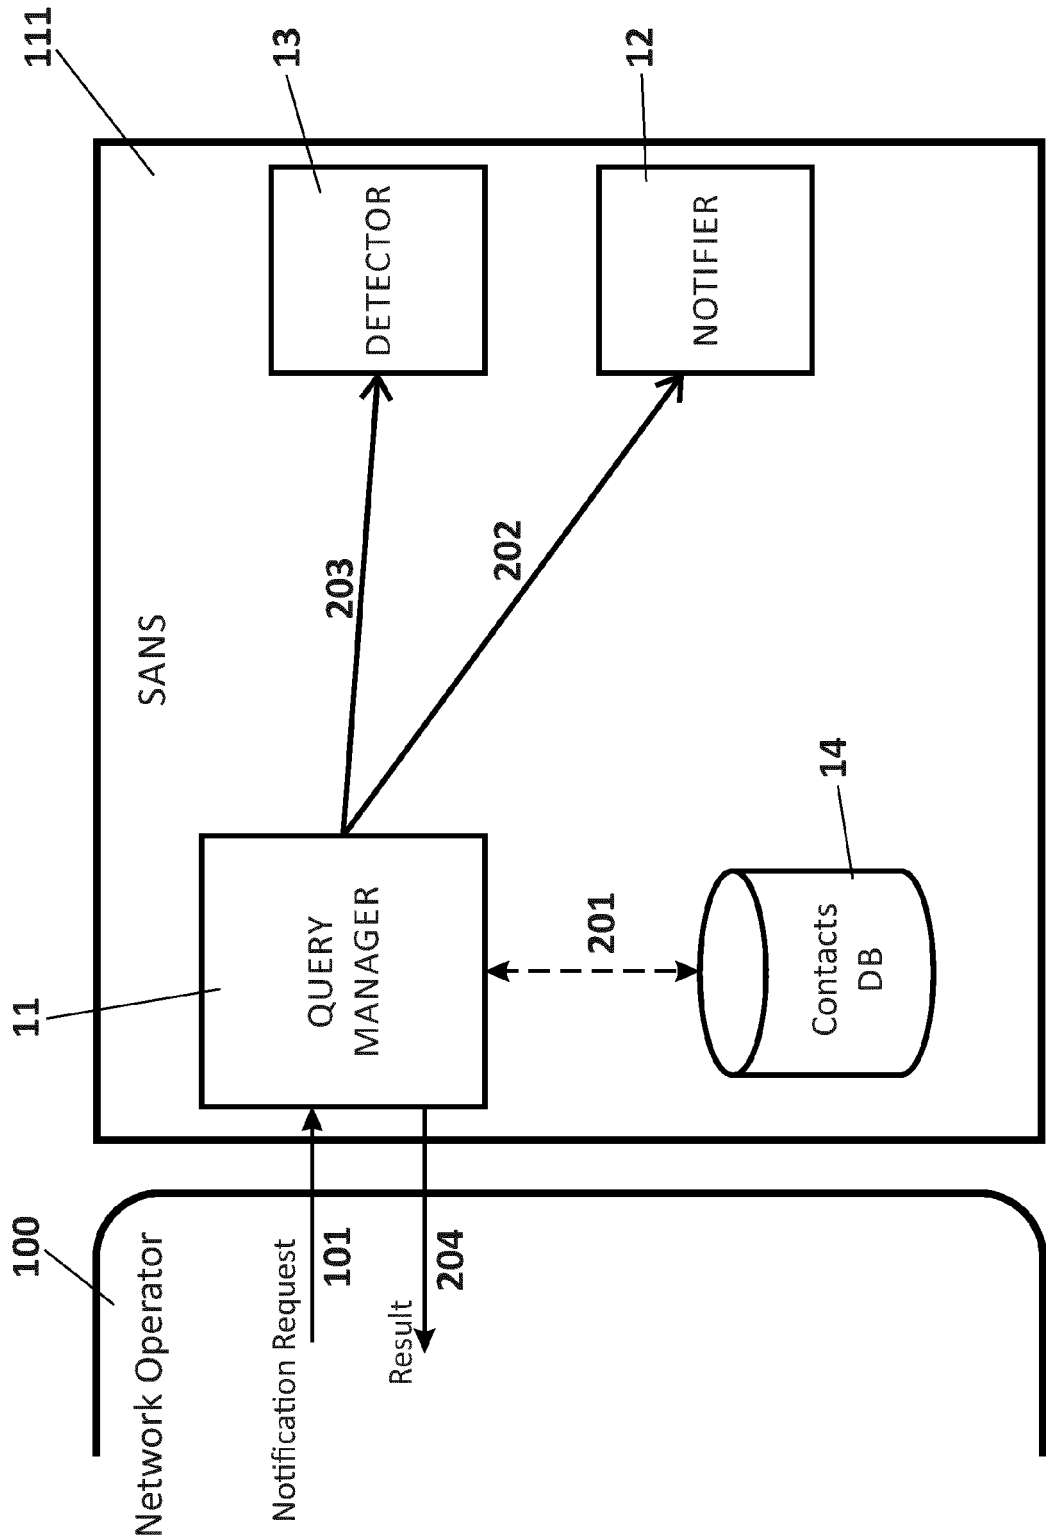 100
Network Operator
Notification Request
101
Result
204
111
SANS
11
QUERY
MANAGER
201
14
Contacts
DB
203
202
13
DETECTOR
12
NOTIFIER